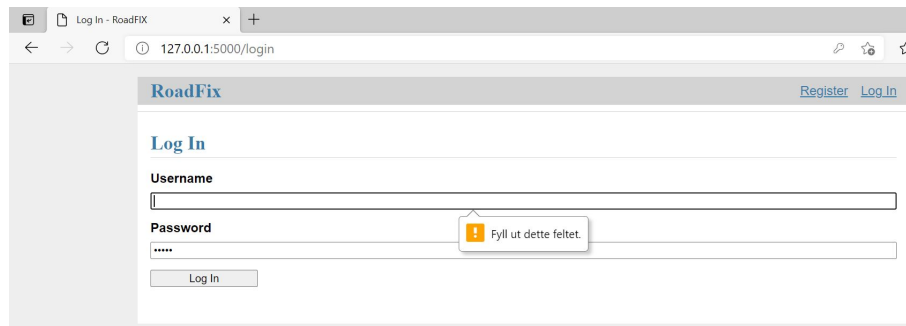 Log In - RoadFIX
127.0.0.1:5000/login
RoadFix Register Log In
Log In
Username
Password
Fyll ut dette feltet.
•••••
Log In